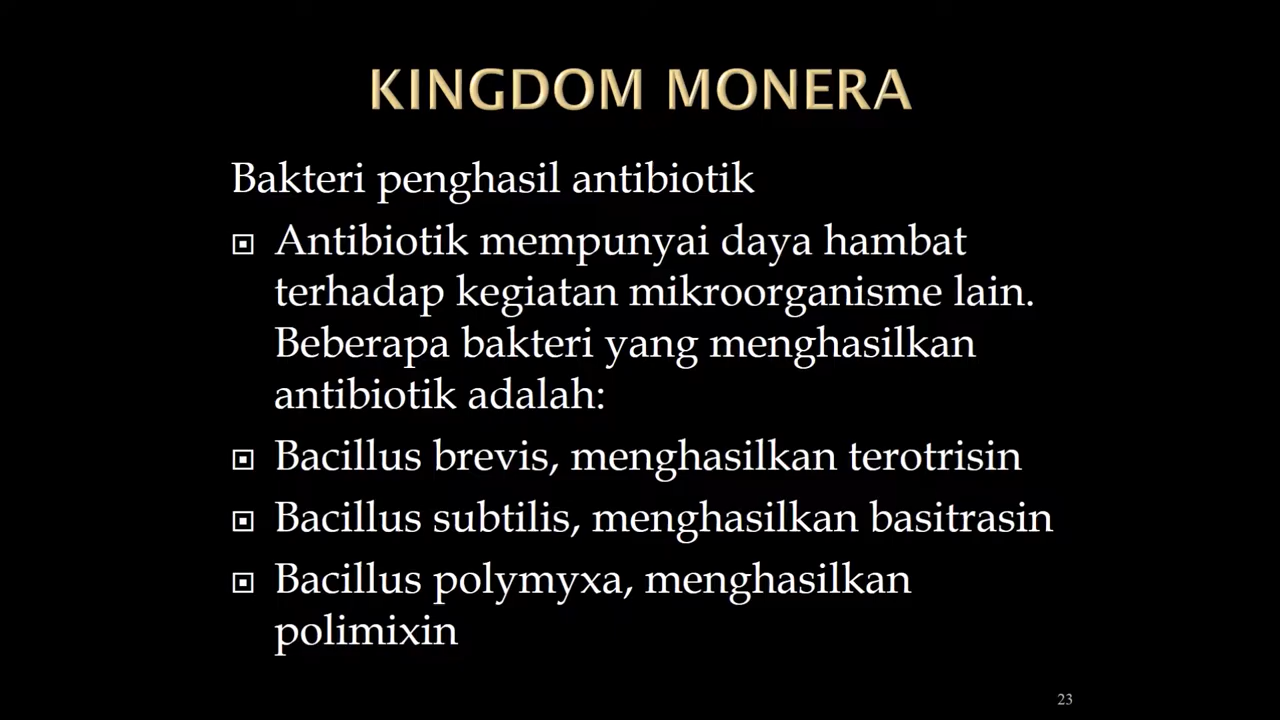 KINGDOM MONERA
Bakteri penghasil antibiotik
Antibiotik mempunyai daya hambat
terhadap kegiatan mikroorganisme lain.
Beberapa bakteri yang menghasilkan
antibiotik adalah:
Bacillus brevis, menghasilkan terotrisin
Bacillus subtilis, menghasilkan basitrasin
Bacillus polymyxa, menghasilkan
polimixin
23